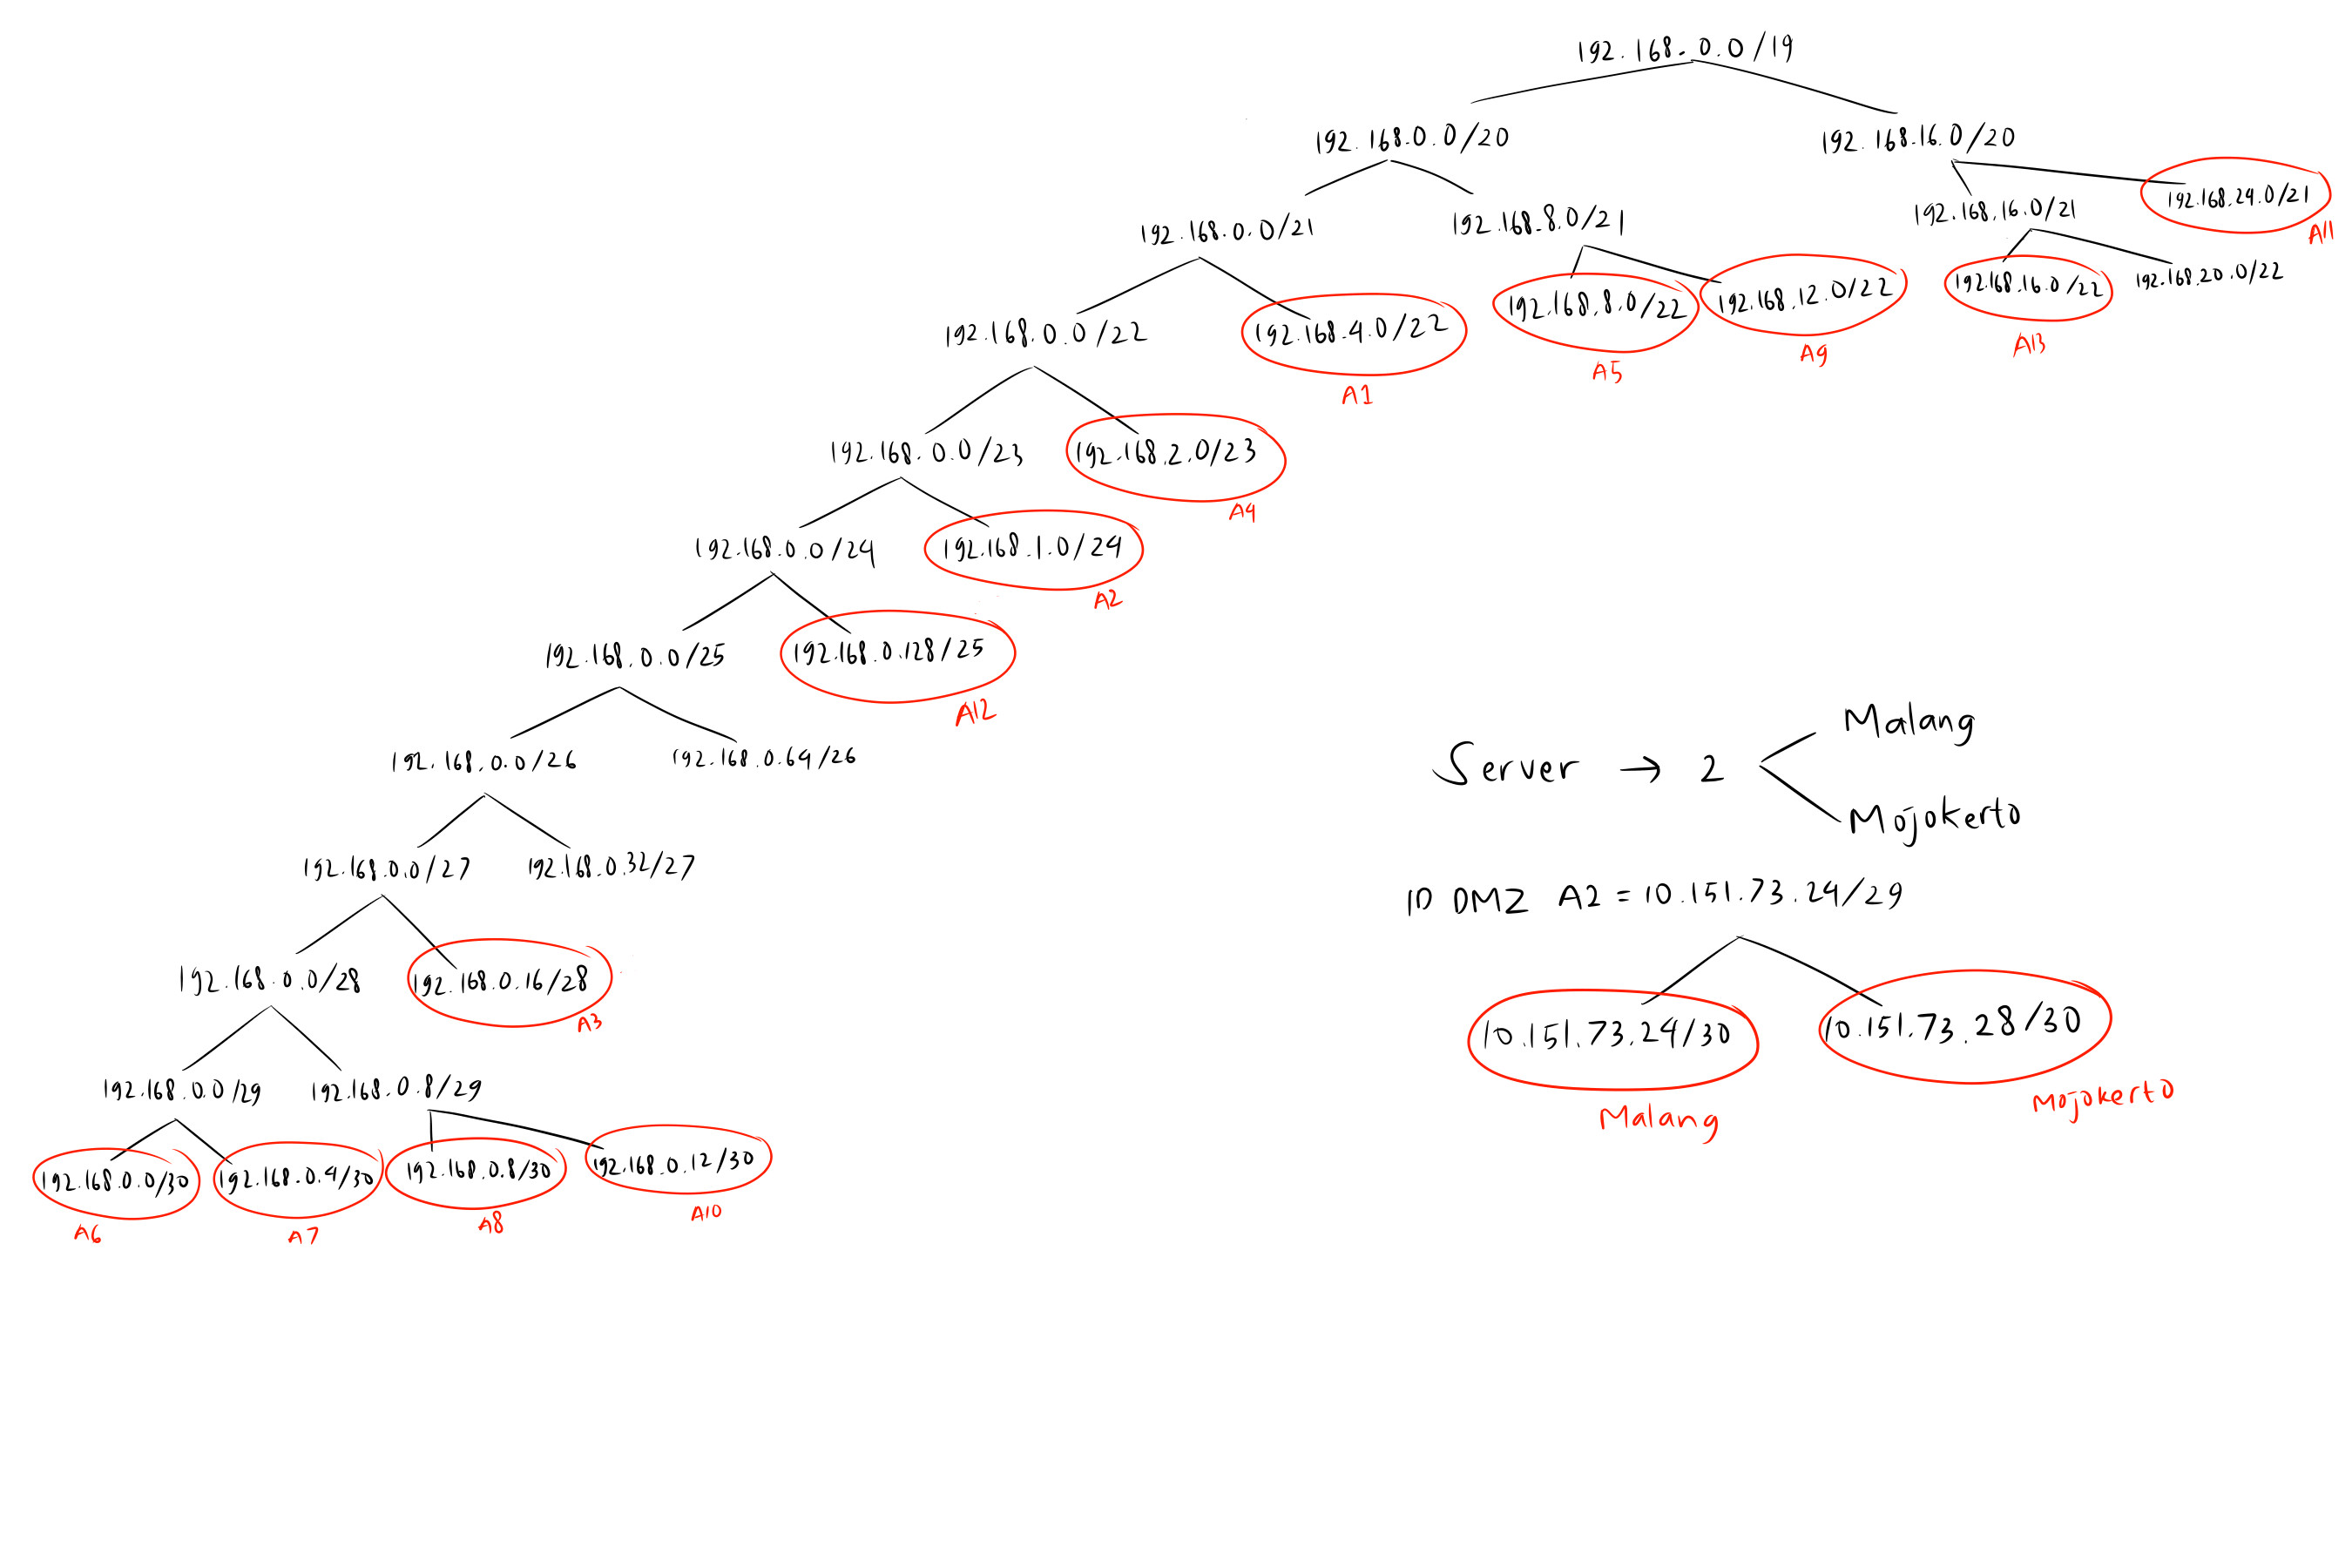 192.168.0.0/19
192.168.0.0/20
192.168.16.0/20
192.168.0.0/21
192.168.8.0/21
192.168.16.0/21
192.168.24.0/21
A11
192.168.0.0/22
192.168.4.0/22
A1
192.168.8.0/22
A5
192.168.12.0/22
A9
192.168.16.0/22
A13
192.168.20.0/22
192.168.0.0/23
192.168.2.0/23
A4
192.168.0.0/24
192.168.1.0/24
A2
192.168.0.0/25
192.168.0.128/25
A12
192.168.0.0/26
192.168.0.64/26
192.168.0.0/27
192.168.0.32/27
192.168.0.0/28
192.168.0.16/28
A3
192.168.0.0/29
192.168.0.8/29
192.168.0.0/30
A6
192.168.0.4/30
A7
192.168.0.8/30
A8
192.168.0.12/30
A10
Server → 2
Malang
Mojokerto
ID DMZ A2 = 10.151.73.24/29
10.151.73.24/30
Malang
10.151.73.28/30
Mojokerto